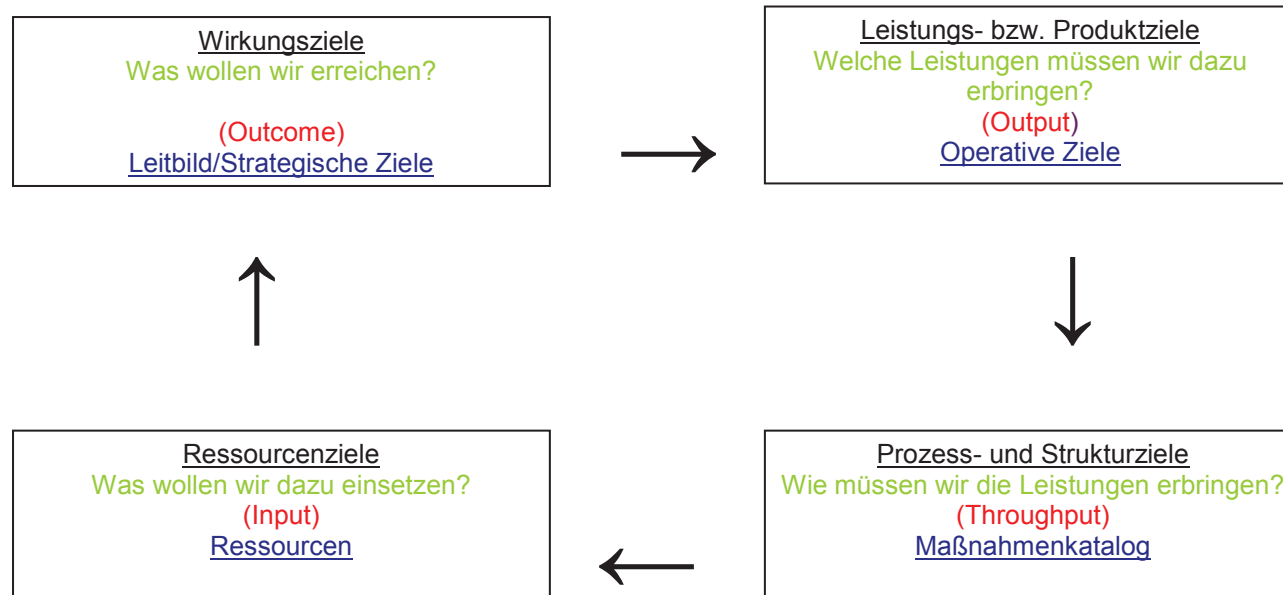 Wirkungsziele
Was wollen wir erreichen?
(Outcome)
Leitbild/Strategische Ziele
Leistungs- bzw. Produktziele
Welche Leistungen müssen wir dazu
erbringen?
(Output)
Operative Ziele
Ressourcenziele
Was wollen wir dazu einsetzen?
(Input)
Ressourcen
Prozess- und Strukturziele
Wie müssen wir die Leistungen erbringen?
(Throughput)
Maßnahmenkatalog